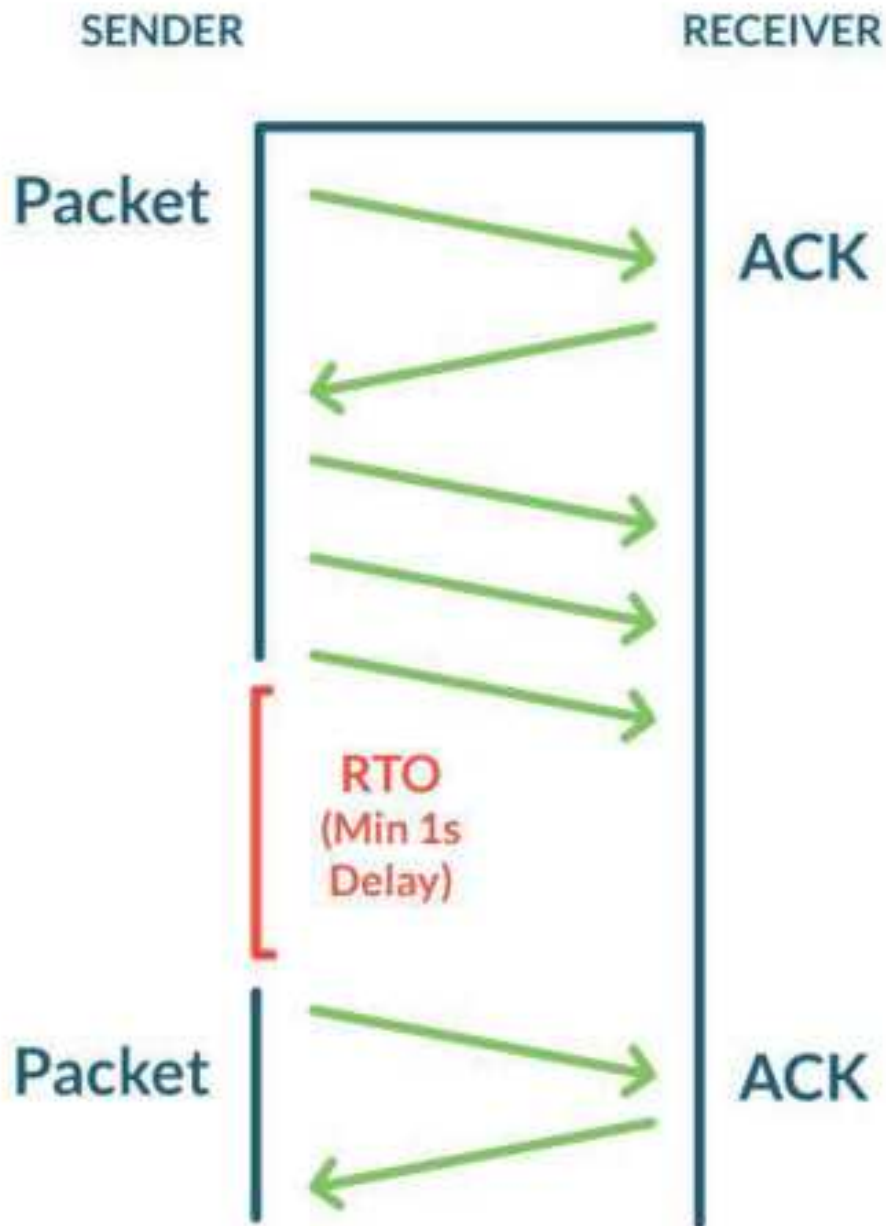 SENDER
RECEIVER
Packet
ACK
RTO
(Min 1s
Delay)
Packet
ACK